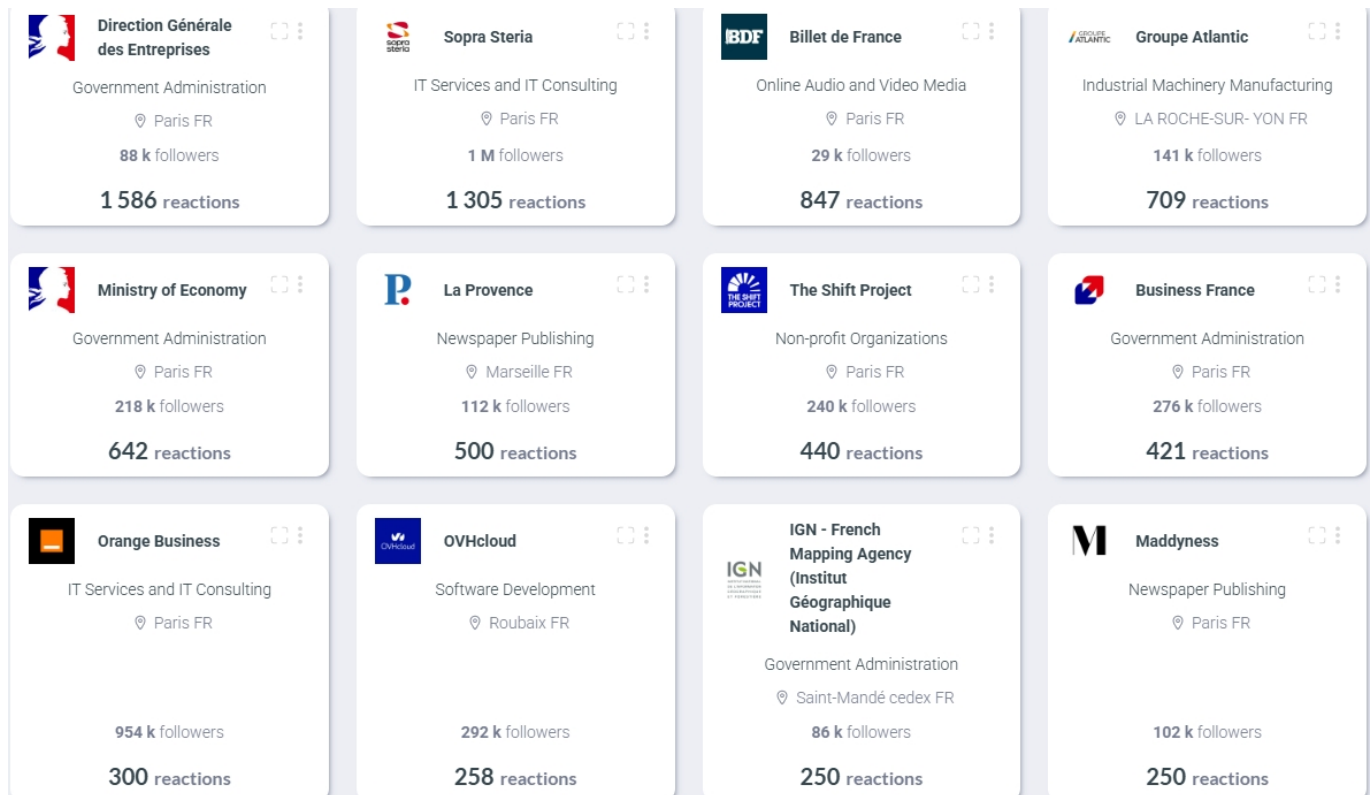 Direction Générale
des Entreprises
Government Administration
Paris FR
88 k followers
1 586 reactions
sopra
steria
Sopra Steria
IT Services and IT Consulting
Paris FR
1 M followers
1 305 reactions
BDF
Billet de France
Online Audio and Video Media
Paris FR
29 k followers
847 reactions
GROUPE
ATLANTIC
Groupe Atlantic
Industrial Machinery Manufacturing
LA ROCHE-SUR- YON FR
141 k followers
709 reactions
Ministry of Economy
Government Administration
Paris FR
218 k followers
642 reactions
P.
La Provence
Newspaper Publishing
Marseille FR
112 k followers
500 reactions
THE SHIFT
PROJECT
The Shift Project
Non-profit Organizations
Paris FR
240 k followers
440 reactions
Business France
Government Administration
Paris FR
276 k followers
421 reactions
Orange Business
IT Services and IT Consulting
Paris FR
954 k followers
300 reactions
OVHcloud
OVHcloud
Software Development
Roubaix FR
292 k followers
258 reactions
IGN
IGN - French
Mapping Agency
(Institut
Géographique
National)
Government Administration
Saint-Mandé cedex FR
86 k followers
250 reactions
M
Maddyness
Newspaper Publishing
Paris FR
102 k followers
250 reactions